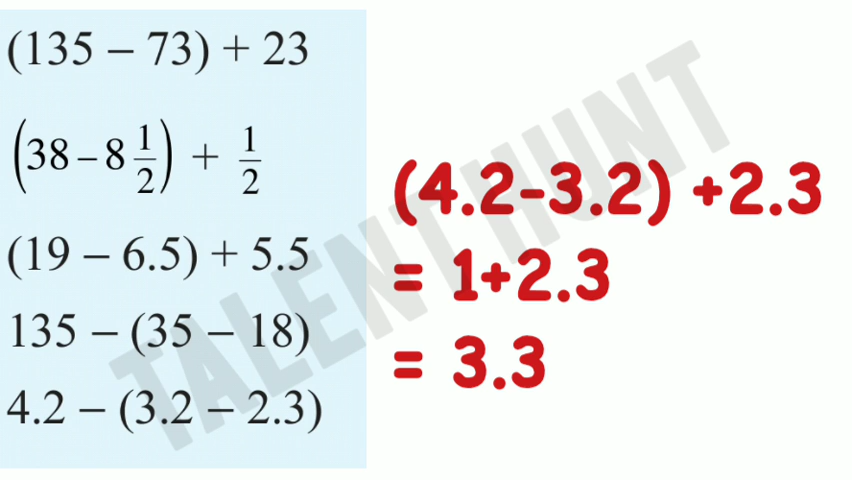 (135 – 73) + 23
(38 – 8 1/2) + 1/2
(19 – 6.5) + 5.5
135 – (35 – 18)
4.2 – (3.2 – 2.3)
(4.2-3.2) +2.3
= 1+2.3
= 3.3
TALENT HUNT